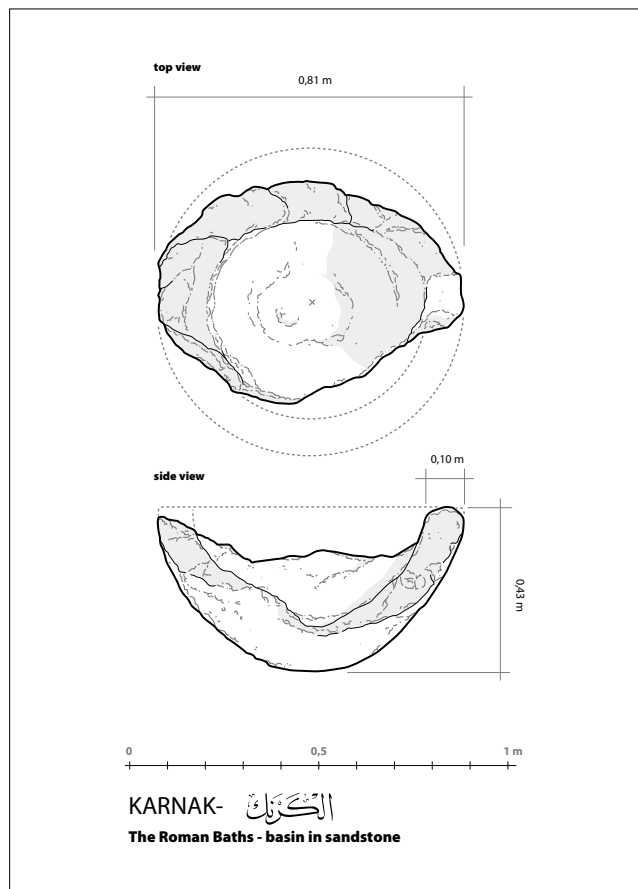 top view
0,81 m
0,10 m
side view
0,43 m
0 0,5 1 m
KARNAK- الْكَرْنَك
The Roman Baths - basin in sandstone